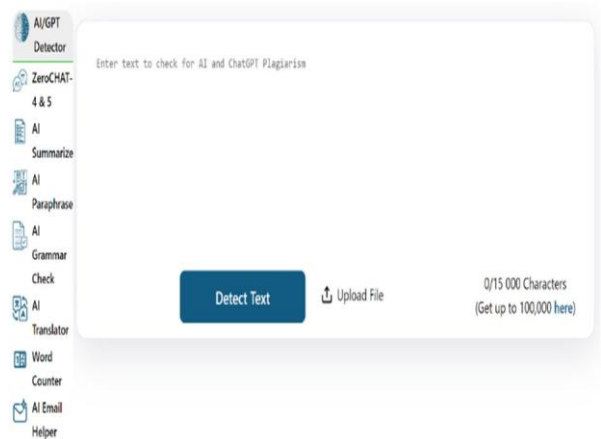 AI/GPT
Detector
ZeroCHAT-
4 & 5
AI
Summarize
AI
Paraphrase
AI
Grammar
Check
AI
Translator
Word
Counter
AI Email
Helper
Enter text to check for AI and ChatGPT Plagiarism
Detect Text
Upload File
0/15 000 Characters
(Get up to 100,000 here)